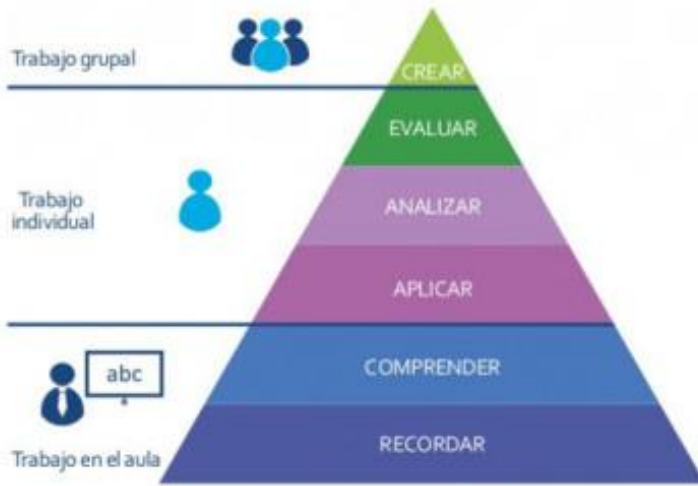 Trabajo grupal
CREAR
EVALUAR
Trabajo
individual
ANALIZAR
APLICAR
abc
COMPRENDER
Trabajo en el aula
RECORDAR